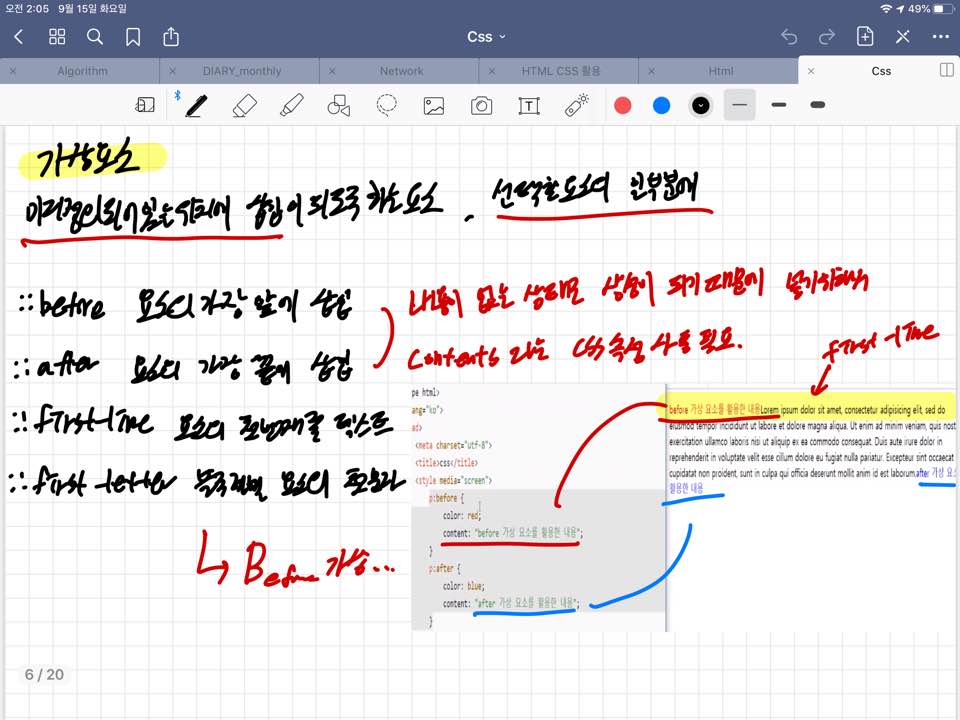 오전 2:05 9월 15일 화요일 49%
Css
Algorithm DIARY_monthly Network HTML CSS 활용 Html Css
가상요소
미리정의되어 있는 위치에 삽입이 되도록 하는 요소, 선택한 요소의 안부분에
::before 요소의 가장 앞에 삽입
::after 요소의 가장 끝에 삽입
내용이 없는 상태로 생성이 되기 때문에 넣기위해서
contents 라는 css속성 사용 필요.
::first-line 요소의 첫번째줄 텍스트
::first letter 블록레벨 요소의 첫문자
↳ Before 가상...
first-line
pe html>
ang="ko">
ad>
<meta charset="utf-8">
<title>css</title>
<style media="screen">
p:before {
color: red;
content: "before 가상 요소를 활용한 내용";
}
p:after {
color: blue;
content: "after 가상 요소를 활용한 내용";
}
before 가상 요소를 활용한 내용Lorem ipsum dolor sit amet, consectetur adipisicing elit, sed do
eiusmod tempor incididunt ut labore et dolore magna aliqua. Ut enim ad minim veniam, quis nost
exercitation ullamco laboris nisi ut aliquip ex ea commodo consequat. Duis aute irure dolor in
reprehenderit in voluptate velit esse cillum dolore eu fugiat nulla pariatur. Excepteur sint occaecat
cupidatat non proident, sunt in culpa qui officia deserunt mollit anim id est laborum.after 가상 요소
활용한 내용
6 / 20